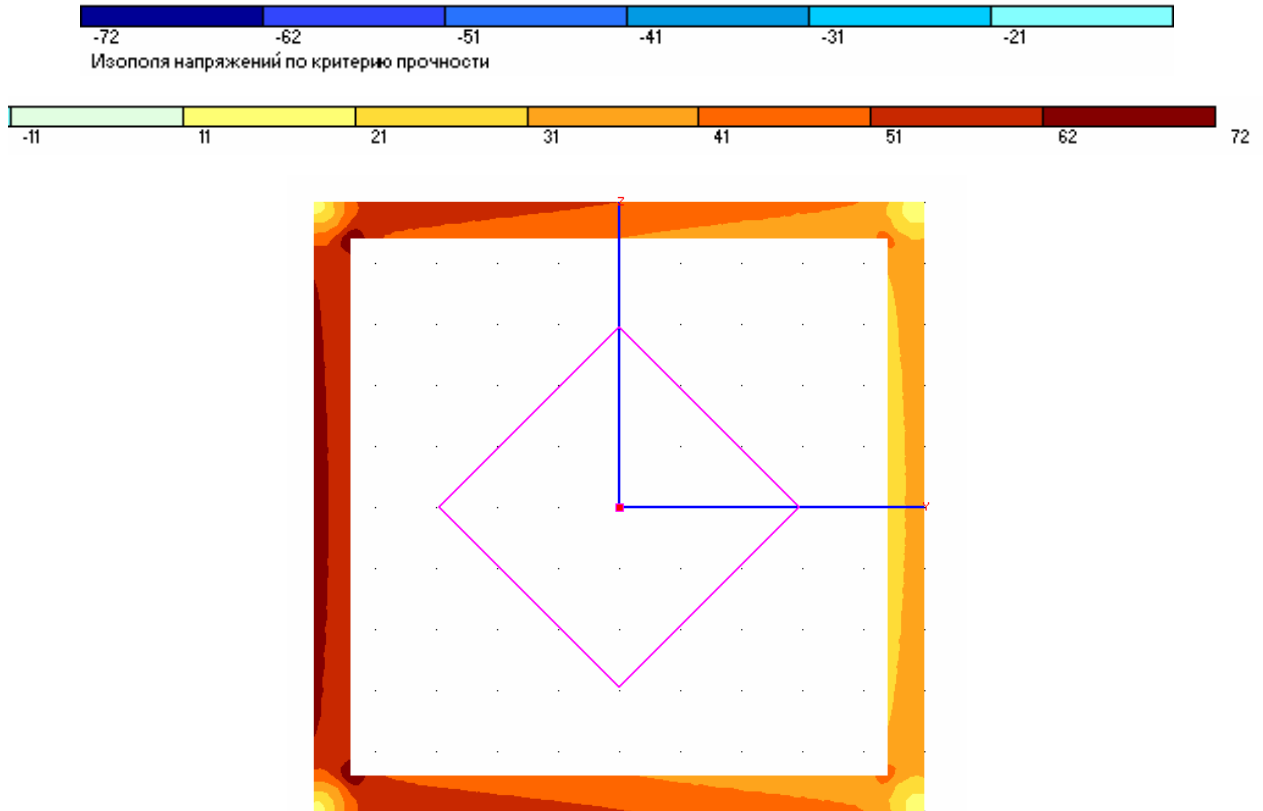 -72 -62 -51 -41 -31 -21
Изополя напряжений по критерию прочности
-11 11 21 31 41 51 62 72
Z
Y